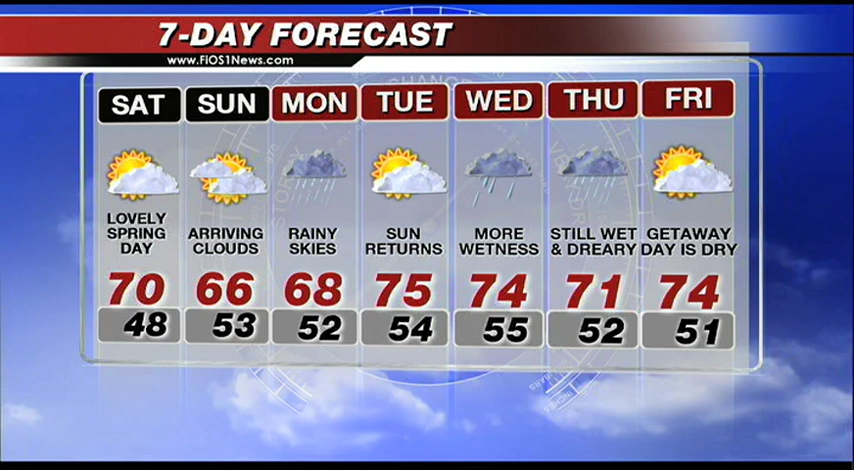 7-DAY FORECAST
www.FiOS1News.com
SAT SUN MON TUE WED THU FRI
LOVELY
SPRING
DAY
ARRIVING
CLOUDS
RAINY
SKIES
SUN
RETURNS
MORE
WETNESS
STILL WET
& DREARY
GETAWAY
DAY IS DRY
70 66 68 75 74 71 74
48 53 52 54 55 52 51
CHANGE
STORMY